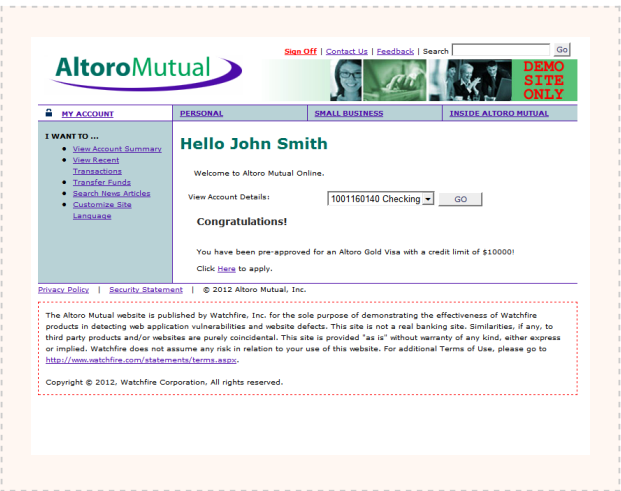 Sign Off | Contact Us | Feedback | Search Go
AltoroMutual
DEMO
SITE
ONLY
MY ACCOUNT PERSONAL SMALL BUSINESS INSIDE ALTORO MUTUAL
I WANT TO ...
View Account Summary
View Recent
Transactions
Transfer Funds
Search News Articles
Customize Site
Language
Hello John Smith
Welcome to Altoro Mutual Online.
View Account Details: 1001160140 Checking GO
Congratulations!
You have been pre-approved for an Altoro Gold Visa with a credit limit of $10000!
Click Here to apply.
Privacy Policy | Security Statement | © 2012 Altoro Mutual, Inc.
The Altoro Mutual website is published by Watchfire, Inc. for the sole purpose of demonstrating the effectiveness of Watchfire
products in detecting web application vulnerabilities and website defects. This site is not a real banking site. Similarities, if any, to
third party products and/or websites are purely coincidental. This site is provided "as is" without warranty of any kind, either express
or implied. Watchfire does not assume any risk in relation to your use of this website. For additional Terms of Use, please go to
http://www.watchfire.com/statements/terms.aspx.
Copyright © 2012, Watchfire Corporation, All rights reserved.